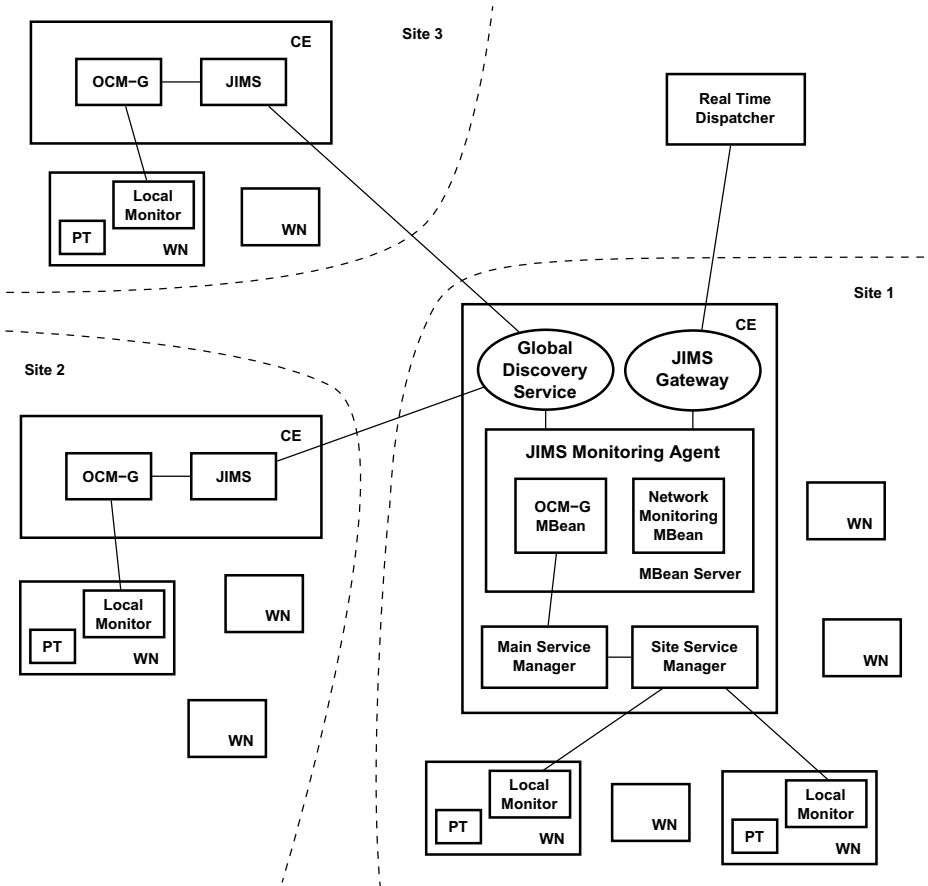 CE
Site 3
OCM−G
JIMS
Real Time
Dispatcher
Local
Monitor
PT
WN
WN
Site 1
CE
Global
Discovery
Service
JIMS
Gateway
Site 2
CE
OCM−G
JIMS
JIMS Monitoring Agent
OCM−G
MBean
Network
Monitoring
MBean
MBean Server
WN
Local
Monitor
PT
WN
WN
WN
Main Service
Manager
Site Service
Manager
WN
Local
Monitor
PT
WN
WN
Local
Monitor
PT
WN